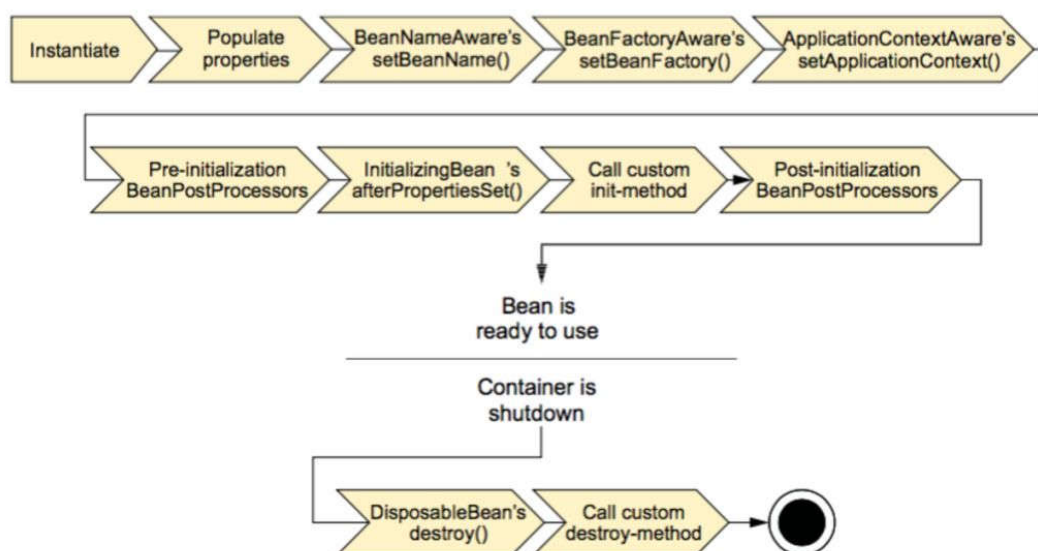 Instantiate
Populate
properties
BeanNameAware's
setBeanName()
BeanFactoryAware's
setBeanFactory()
ApplicationContextAware's
setApplicationContext()
Pre-initialization
BeanPostProcessors
InitializingBean 's
afterPropertiesSet()
Call custom
init-method
Post-initialization
BeanPostProcessors
Bean is
ready to use
Container is
shutdown
DisposableBean's
destroy()
Call custom
destroy-method